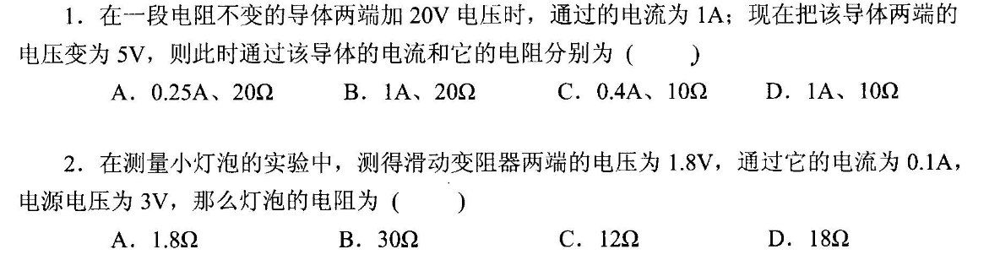 1．在一段电阻不变的导体两端加 20V 电压时，通过的电流为 1A；现在把该导体两端的
电压变为 5V，则此时通过该导体的电流和它的电阻分别为（　　）
A．0.25A、20Ω　　B．1A、20Ω　　C．0.4A、10Ω　　D．1A、10Ω
2．在测量小灯泡的实验中，测得滑动变阻器两端的电压为 1.8V，通过它的电流为 0.1A，
电源电压为 3V，那么灯泡的电阻为（　　）
A．1.8Ω　　B．30Ω　　C．12Ω　　D．18Ω